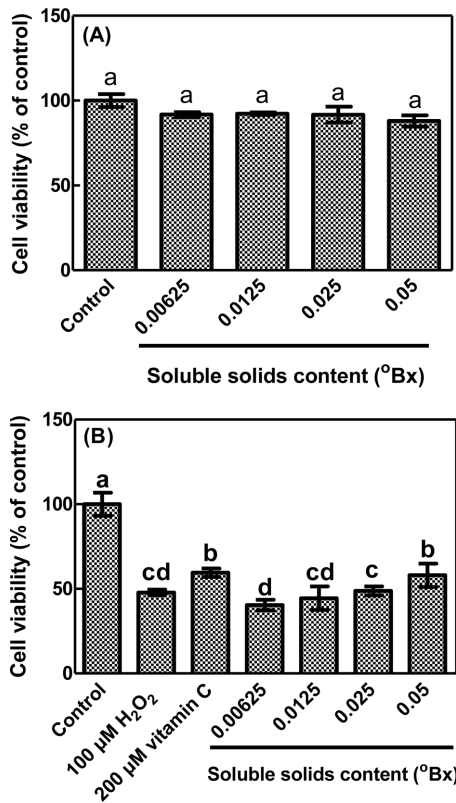 (A)
Cell viability (% of control)
150
100
50
0
a a a a a
Control 0.00625 0.0125 0.025 0.05
Soluble solids content (ºBx)
(B)
Cell viability (% of control)
150
100
50
0
a cd b d cd c b
Control 100 µM H₂O₂ 200 µM vitamin C 0.00625 0.0125 0.025 0.05
Soluble solids content (ºBx)